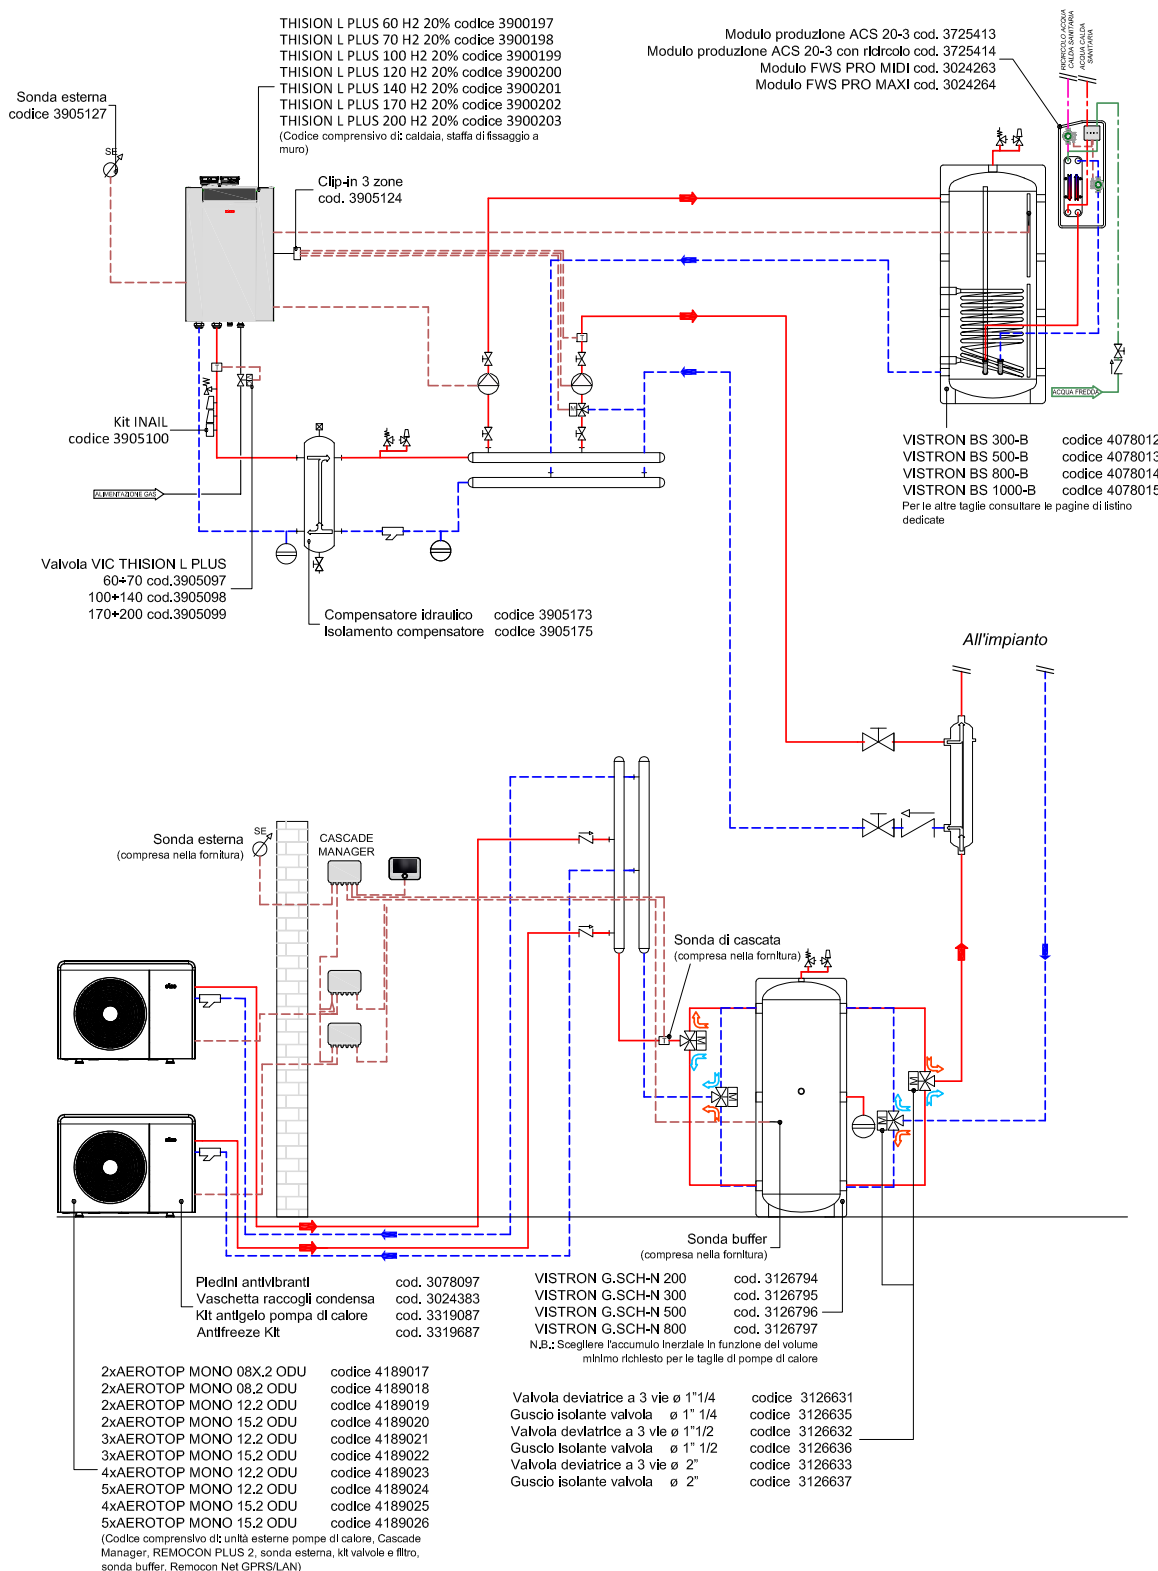 THISION L PLUS 60 H2 20% codice 3900197
THISION L PLUS 70 H2 20% codice 3900198
THISION L PLUS 100 H2 20% codice 3900199
THISION L PLUS 120 H2 20% codice 3900200
THISION L PLUS 140 H2 20% codice 3900201
THISION L PLUS 170 H2 20% codice 3900202
THISION L PLUS 200 H2 20% codice 3900203
(Codice comprensivo di: caldaia, staffa di fissaggio a
muro)
Modulo produzione ACS 20-3 cod. 3725413
Modulo produzione ACS 20-3 con ricircolo cod. 3725414
Modulo FWS PRO MIDI cod. 3024263
Modulo FWS PRO MAXI cod. 3024264
RICIRCOLO ACQUA
CALDA SANITARIA
ACQUA CALDA
SANITARIA
Sonda esterna
codice 3905127
SE
Clip-in 3 zone
cod. 3905124
T
T
M
Kit INAIL
codice 3905100
ALIMENTAZIONE GAS
ACQUA FREDDA
VISTRON BS 300-B codice 4078012
VISTRON BS 500-B codice 4078013
VISTRON BS 800-B codice 4078014
VISTRON BS 1000-B codice 4078015
Per le altre taglie consultare le pagine di listino
dedicate
Valvola VIC THISION L PLUS
60÷70 cod.3905097
100÷140 cod.3905098
170÷200 cod.3905099
Compensatore idraulico codice 3905173
Isolamento compensatore codice 3905175
All'impianto
Sonda esterna
(compresa nella fornitura)
SE
CASCADE
MANAGER
Sonda di cascata
(compresa nella fornitura)
T
M
M
M
M
Sonda buffer
(compresa nella fornitura)
Piedini antivibranti cod. 3078097
Vaschetta raccogli condensa cod. 3024383
Kit antigelo pompa di calore cod. 3319087
Antifreeze Kit cod. 3319687
VISTRON G.SCH-N 200 cod. 3126794
VISTRON G.SCH-N 300 cod. 3126795
VISTRON G.SCH-N 500 cod. 3126796
VISTRON G.SCH-N 800 cod. 3126797
N.B.: Scegliere l'accumulo inerziale in funzione del volume
minimo richiesto per le taglie di pompe di calore
2xAEROTOP MONO 08X.2 ODU codice 4189017
2xAEROTOP MONO 08.2 ODU codice 4189018
2xAEROTOP MONO 12.2 ODU codice 4189019
2xAEROTOP MONO 15.2 ODU codice 4189020
3xAEROTOP MONO 12.2 ODU codice 4189021
3xAEROTOP MONO 15.2 ODU codice 4189022
4xAEROTOP MONO 12.2 ODU codice 4189023
5xAEROTOP MONO 12.2 ODU codice 4189024
4xAEROTOP MONO 15.2 ODU codice 4189025
5xAEROTOP MONO 15.2 ODU codice 4189026
(Codice comprensivo di: unità esterne pompe di calore, Cascade
Manager, REMOCON PLUS 2, sonda esterna, kit valvole e filtro,
sonda buffer, Remocon Net GPRS/LAN)
Valvola deviatrice a 3 vie ø 1"1/4 codice 3126631
Guscio isolante valvola ø 1" 1/4 codice 3126635
Valvola deviatrice a 3 vie ø 1"1/2 codice 3126632
Guscio isolante valvola ø 1" 1/2 codice 3126636
Valvola deviatrice a 3 vie ø 2" codice 3126633
Guscio isolante valvola ø 2" codice 3126637